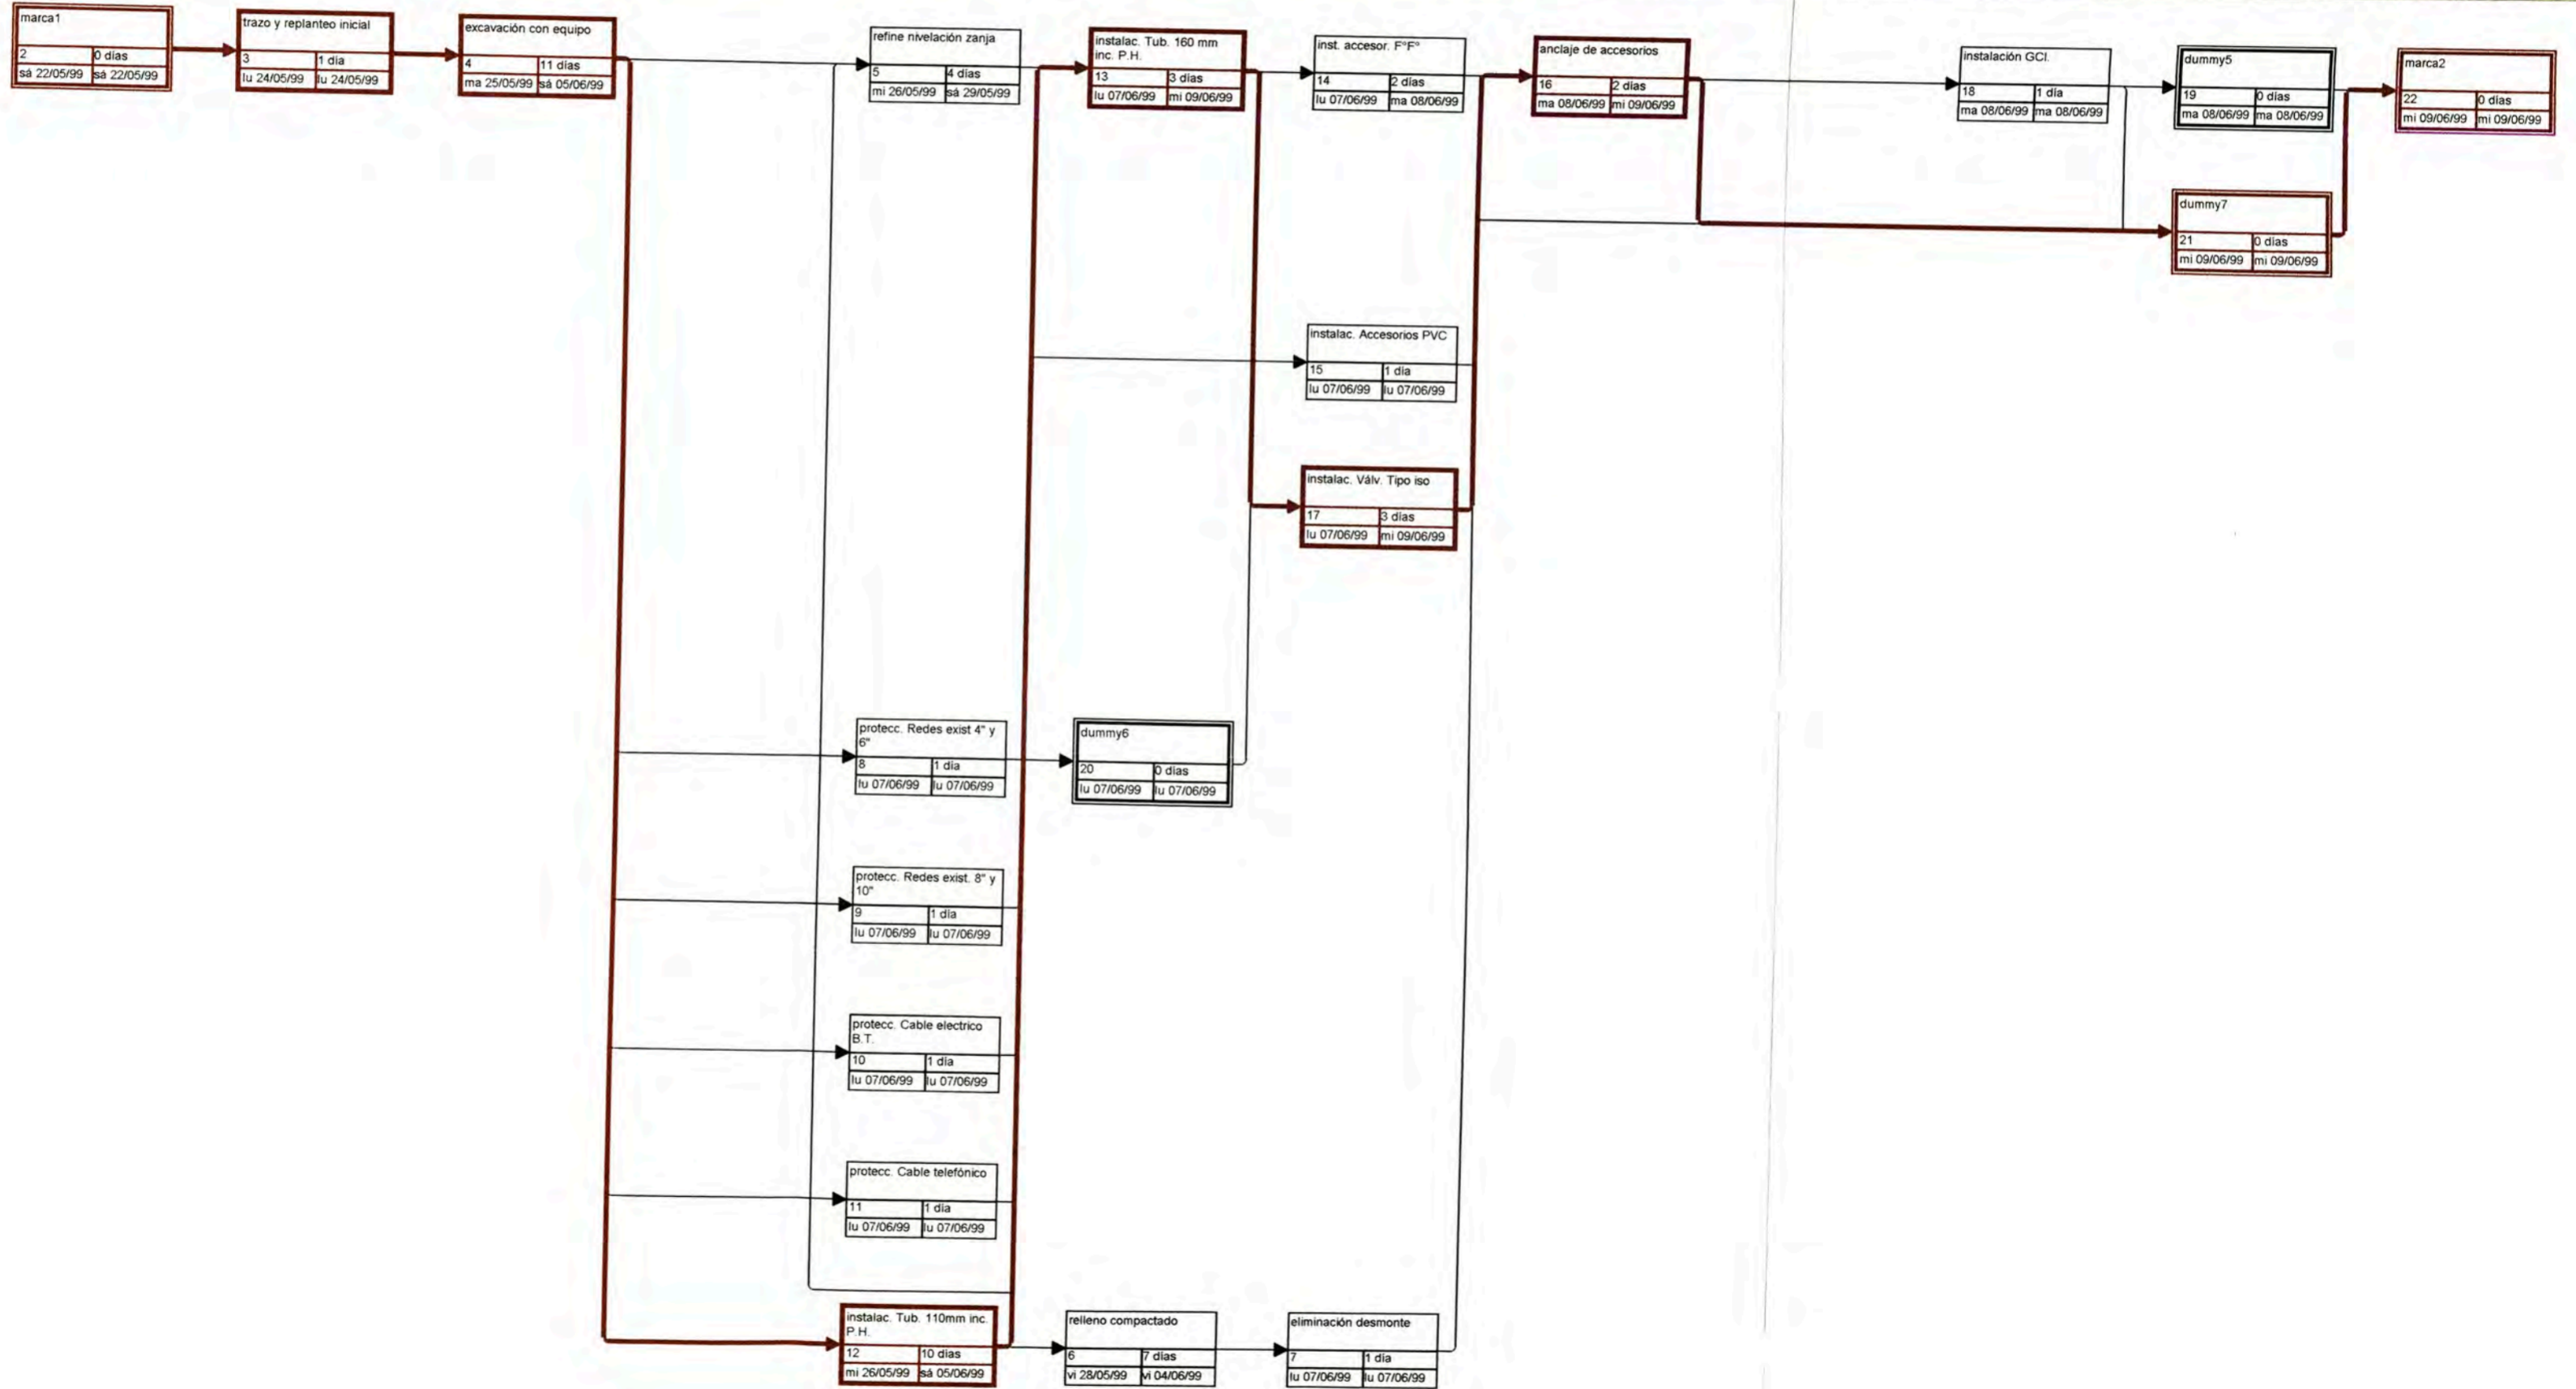 marca1
2 0 días
sá 22/05/99 sá 22/05/99
trazo y replanteo inicial
3 1 día
lu 24/05/99 lu 24/05/99
excavación con equipo
4 11 días
ma 25/05/99 sá 05/06/99
refine nivelación zanja
5 4 días
mi 26/05/99 sá 29/05/99
instalac. Tub. 160 mm
inc. P.H.
13 3 días
lu 07/06/99 mi 09/06/99
inst. accesor. F°F°
14 2 días
lu 07/06/99 ma 08/06/99
anclaje de accesorios
16 2 días
ma 08/06/99 mi 09/06/99
instalación GCI.
18 1 día
ma 08/06/99 ma 08/06/99
dummy5
19 0 días
ma 08/06/99 ma 08/06/99
marca2
22 0 días
mi 09/06/99 mi 09/06/99
dummy7
21 0 días
mi 09/06/99 mi 09/06/99
instalac. Accesorios PVC
15 1 día
lu 07/06/99 lu 07/06/99
instalac. Válv. Tipo iso
17 3 días
lu 07/06/99 mi 09/06/99
protecc. Redes exist 4" y
6"
8 1 día
lu 07/06/99 lu 07/06/99
dummy6
20 0 días
lu 07/06/99 lu 07/06/99
protecc. Redes exist. 8" y
10"
9 1 día
lu 07/06/99 lu 07/06/99
protecc. Cable electrico
B.T.
10 1 día
lu 07/06/99 lu 07/06/99
protecc. Cable telefónico
11 1 día
lu 07/06/99 lu 07/06/99
instalac. Tub. 110mm inc.
P.H.
12 10 días
mi 26/05/99 sá 05/06/99
relleno compactado
6 7 días
vi 28/05/99 vi 04/06/99
eliminación desmonte
7 1 día
lu 07/06/99 lu 07/06/99